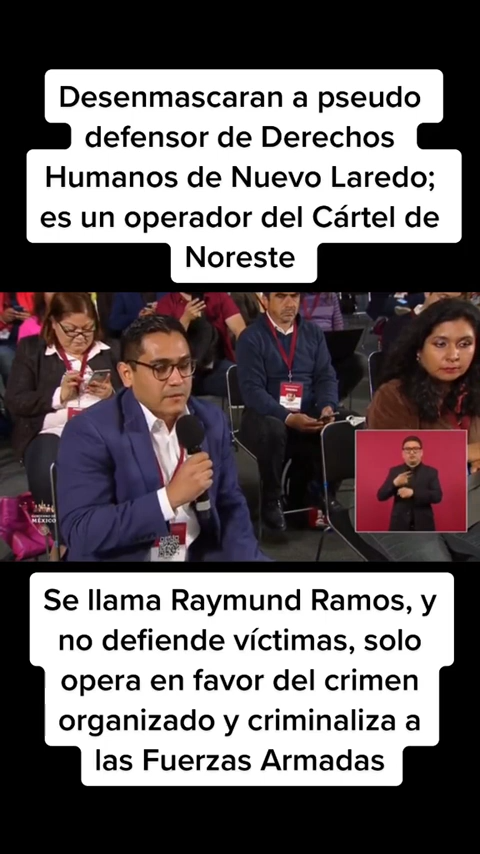 Desenmascaran a pseudo
defensor de Derechos
Humanos de Nuevo Laredo;
es un operador del Cártel de
Noreste
MÉXICO
Se llama Raymund Ramos, y
no defiende víctimas, solo
opera en favor del crimen
organizado y criminaliza a
las Fuerzas Armadas